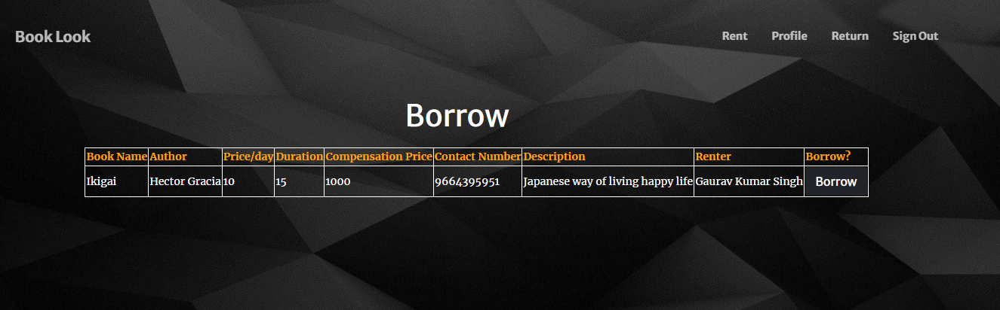 Book Look Rent Profile Return Sign Out
Borrow
Book Name Author Price/day Duration Compensation Price Contact Number Description Renter Borrow?
Ikigai Hector Gracia 10 15 1000 9664395951 Japanese way of living happy life Gaurav Kumar Singh Borrow